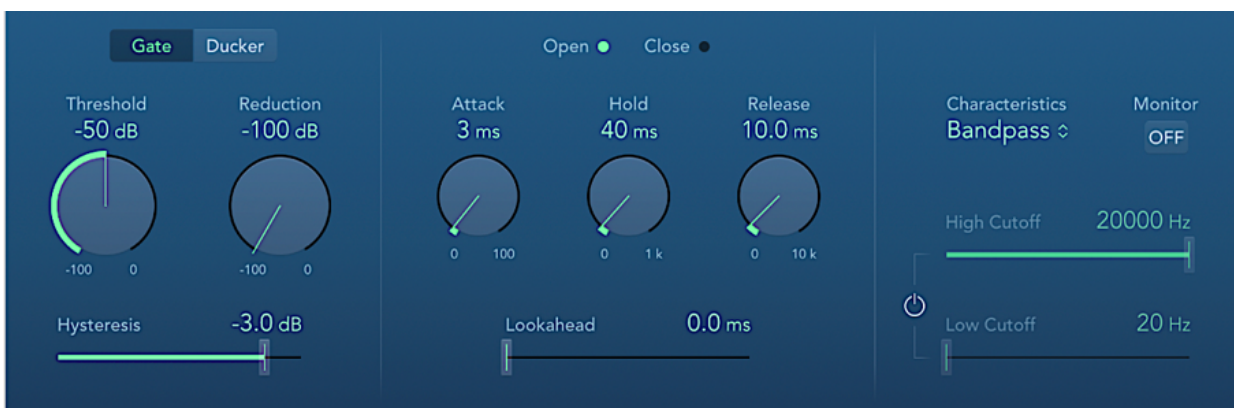 Gate Ducker
Open Close
Threshold Reduction
-50 dB -100 dB
-100 0 -100 0
Hysteresis -3.0 dB
Attack Hold Release
3 ms 40 ms 10.0 ms
0 100 0 1 k 0 10 k
Lookahead 0.0 ms
Characteristics Monitor
Bandpass OFF
High Cutoff 20000 Hz
Low Cutoff 20 Hz